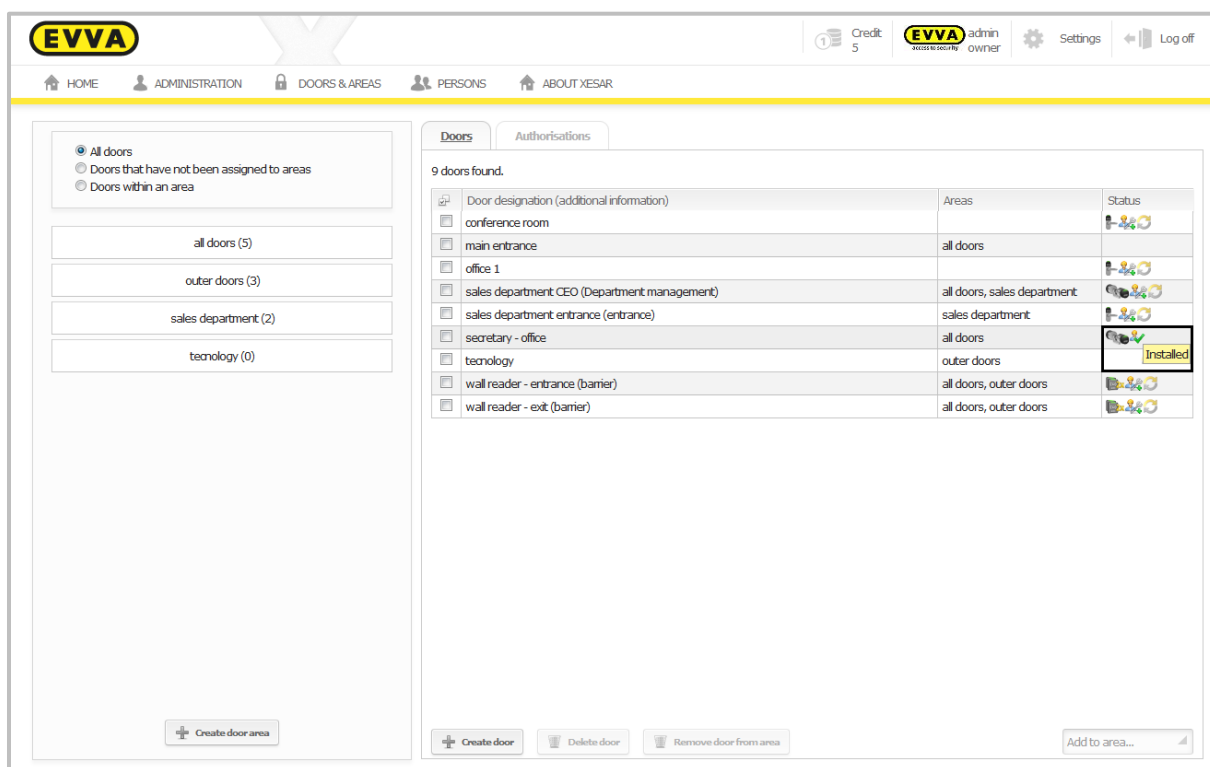 EVVA
1
Credit
5
EVVA
access to security
admin
owner
Settings
Log off
HOME
ADMINISTRATION
DOORS & AREAS
PERSONS
ABOUT XESAR
All doors
Doors that have not been assigned to areas
Doors within an area
all doors (5)
outer doors (3)
sales department (2)
tecnology (0)
Create door area
Doors Authorisations
9 doors found.
Door designation (additional information) Areas Status
conference room
main entrance all doors
office 1
sales department CEO (Department management) all doors, sales department
sales department entrance (entrance) sales department
secretary - office all doors
Installed
tecnology outer doors
wall reader - entrance (barrier) all doors, outer doors
wall reader - exit (barrier) all doors, outer doors
Create door Delete door Remove door from area Add to area...